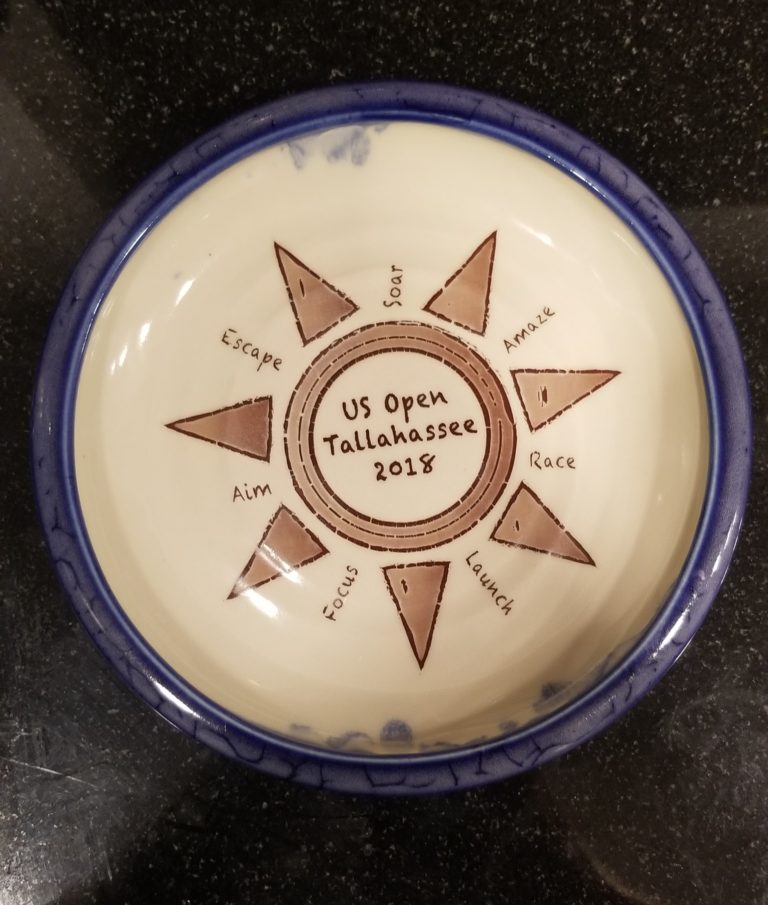 US Open
Tallahassee
2018
Soar
Amaze
Race
Launch
Focus
Aim
Escape